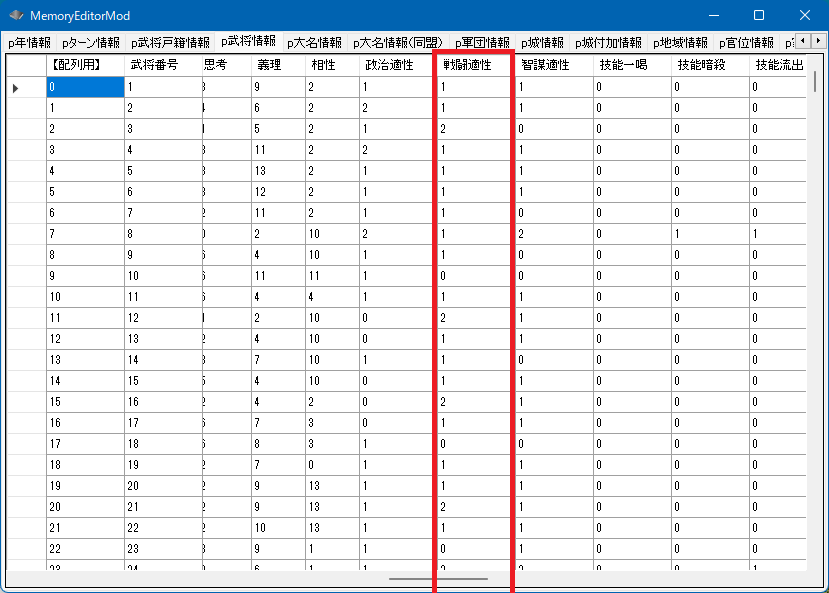 MemoryEditorMod
p年情報 pターン情報 p武将戸籍情報 p武将情報 p大名情報 p大名情報(同盟) p軍団情報 p城情報 p城付加情報 p地域情報 p官位情報
【配列用】 武将番号 思考 義理 相性 政治適性 戦闘適性 智謀適性 技能一喝 技能暗殺 技能流出
0 1 3 9 2 1 1 1 0 0 0
1 2 4 6 2 2 1 1 0 0 0
2 3 5 2 1 2 0 0 0 0
3 4 3 11 2 2 1 1 0 0 0
4 5 3 13 2 1 1 1 0 0 0
5 6 3 12 2 1 1 1 0 0 0
6 7 2 11 2 1 1 0 0 0 0
7 8 2 10 2 1 2 0 1 1
8 9 6 4 10 1 1 0 0 0 0
9 10 6 11 11 1 0 0 0 0 0
10 11 6 4 4 1 1 1 0 0 0
11 12 2 10 0 2 1 0 0 0
12 13 2 4 10 0 1 1 0 0 0
13 14 3 7 10 1 1 0 0 0 0
14 15 5 4 10 0 1 1 0 0 0
15 16 2 4 2 0 2 1 0 0 0
16 17 6 7 3 0 1 1 0 0 0
17 18 6 8 3 1 0 0 0 0 0
18 19 2 7 0 1 1 1 0 0 0
19 20 2 9 13 1 1 1 0 0 0
20 21 2 9 13 1 2 1 0 0 0
21 22 2 10 13 1 1 1 0 0 0
22 23 3 9 1 1 0 1 0 0 0